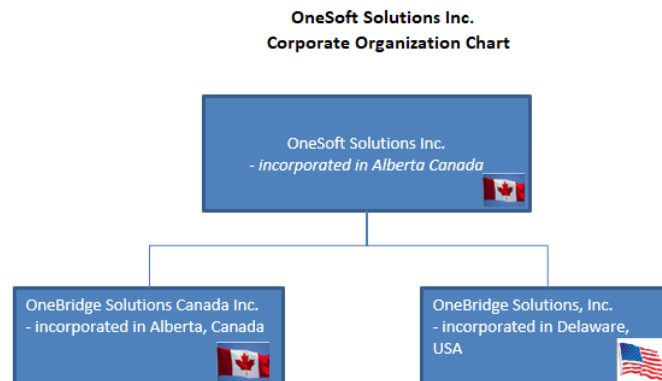 OneSoft Solutions Inc.
Corporate Organization Chart
OneSoft Solutions Inc.
- incorporated in Alberta Canada
OneBridge Solutions Canada Inc.
- incorporated in Alberta, Canada
OneBridge Solutions, Inc.
- incorporated in Delaware,
USA